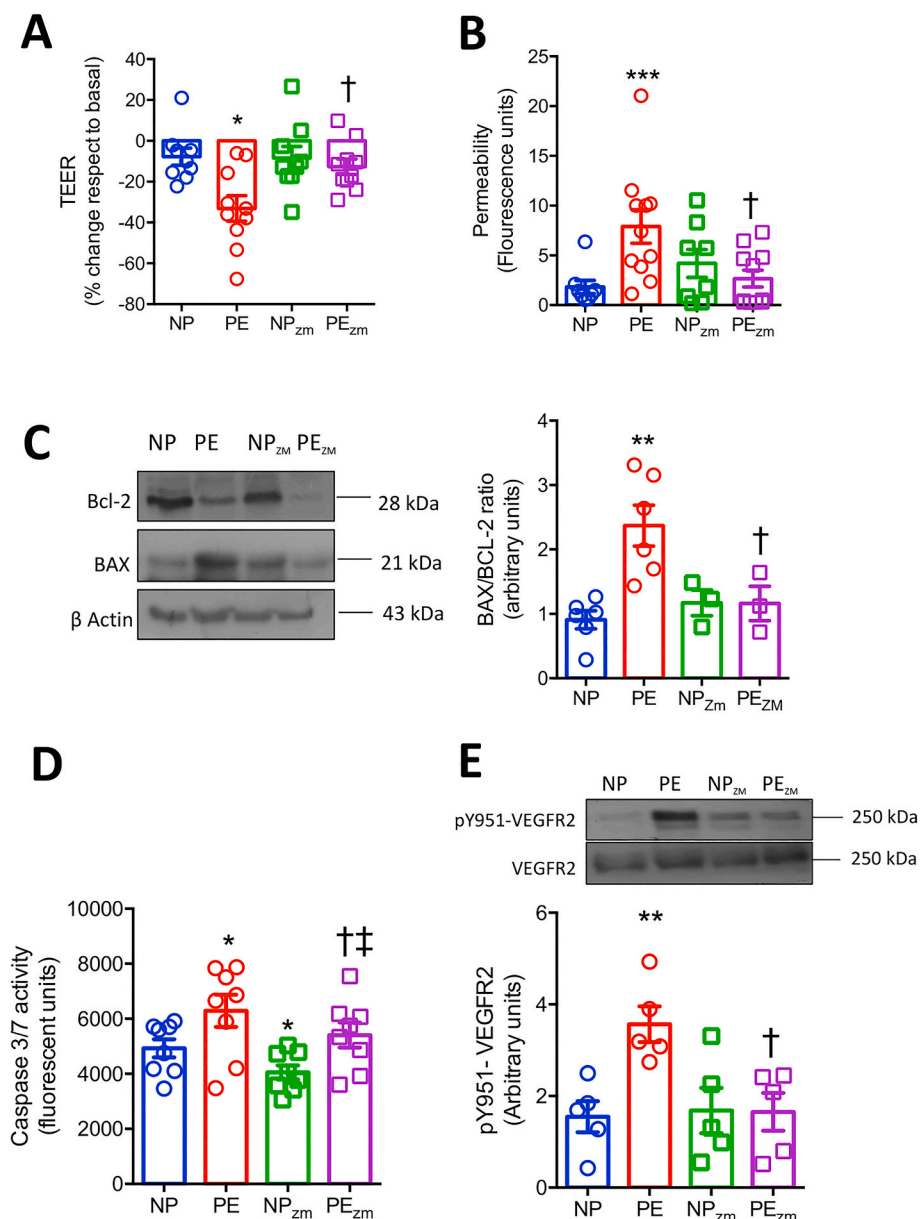 A
TEER
(% change respect to basal)
40
20
0
-20
-40
-60
-80
*
†
NP
PE
NPzm
PEzm
B
Permeability
(Flourescence units)
25
20
15
10
5
0
***
†
NP
PE
NPzm
PEzm
C
NP PE NPZM PEZM
Bcl-2
28 kDa
BAX
21 kDa
β Actin
43 kDa
BAX/BCL-2 ratio
(arbitrary units)
4
3
2
1
0
**
†
NP
PE
NPZm
PEZM
D
Caspase 3/7 activity
(fluorescent units)
10000
8000
6000
4000
2000
0
*
*
†‡
NP
PE
NPzm
PEzm
E
NP PE NPZM PEZM
pY951-VEGFR2
250 kDa
VEGFR2
250 kDa
pY951- VEGFR2
(Arbitrary units)
6
4
2
0
**
†
NP
PE
NPzm
PEzm